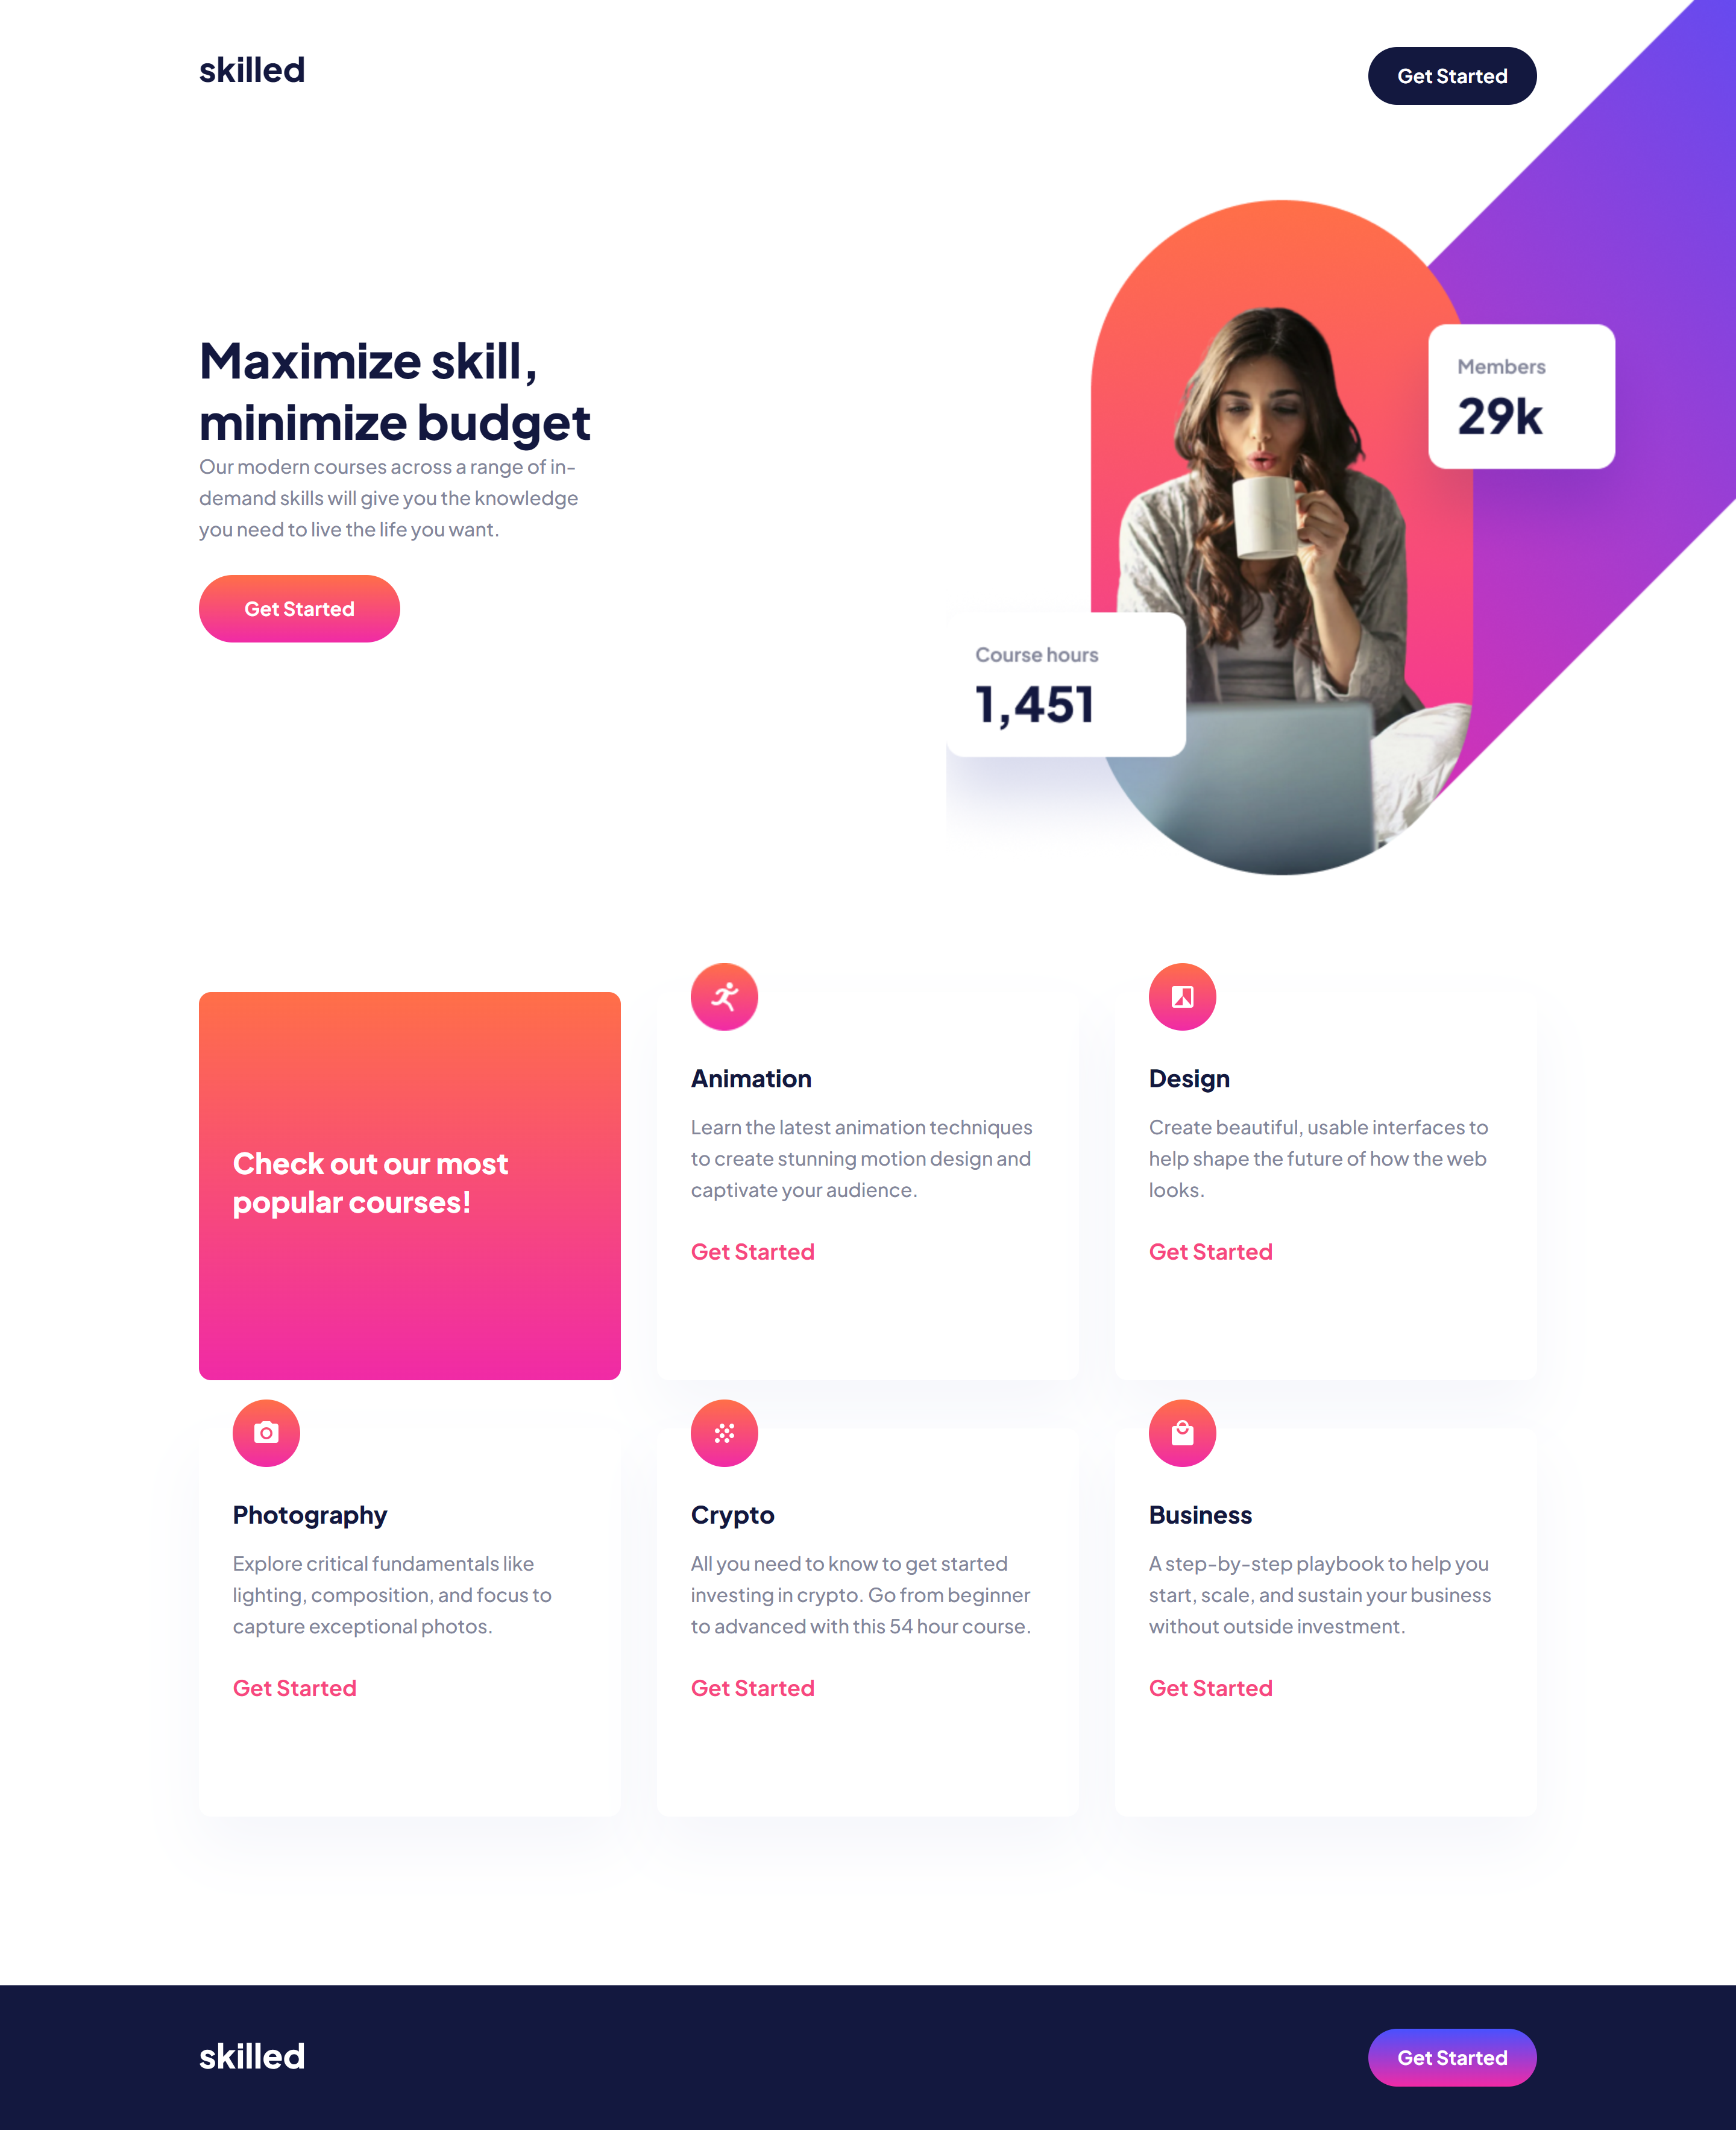 skilled
Get Started
Maximize skill,
minimize budget
Our modern courses across a range of in-
demand skills will give you the knowledge
you need to live the life you want.
Get Started
Members
29k
Course hours
1,451
Check out our most
popular courses!
Animation
Learn the latest animation techniques
to create stunning motion design and
captivate your audience.
Get Started
Design
Create beautiful, usable interfaces to
help shape the future of how the web
looks.
Get Started
Photography
Explore critical fundamentals like
lighting, composition, and focus to
capture exceptional photos.
Get Started
Crypto
All you need to know to get started
investing in crypto. Go from beginner
to advanced with this 54 hour course.
Get Started
Business
A step-by-step playbook to help you
start, scale, and sustain your business
without outside investment.
Get Started
skilled
Get Started